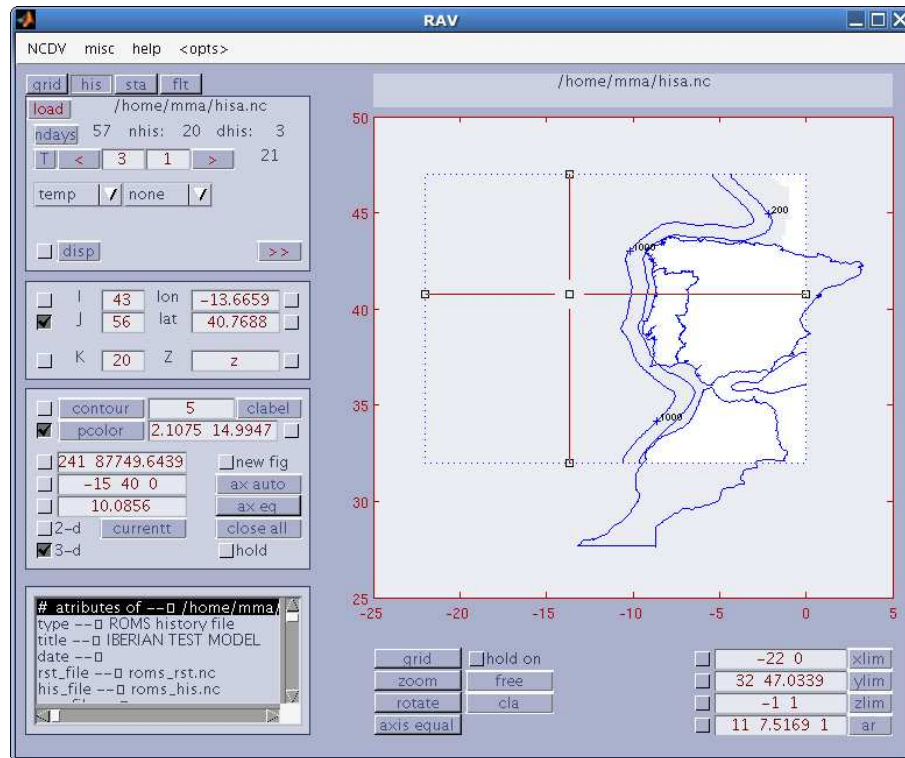 RAV
NCDV misc help <opts>
grid his sta flt
load /home/mma/hisa.nc
ndays 57 nhis: 20 dhis: 3
T < 3 1 > 21
temp none
disp >>
I 43 lon -13.6659
J 56 lat 40.7688
K 20 Z z
contour 5 clabel
pcolor 2.1075 14.9947
241 87749.6439 new fig
-15 40 0 ax auto
10.0856 ax eq
2-d currentt close all
3-d hold
# atributes of --□ /home/mma/
type --□ ROMS history file
title --□ IBERIAN TEST MODEL
date --□
rst_file --□ roms_rst.nc
his_file --□ roms_his.nc
/home/mma/hisa.nc
50
45
40
35
30
25
-25 -20 -15 -10 -5 0 5
200
1000
1000
grid hold on
zoom free
rotate cla
axis equal
-22 0 xlim
32 47.0339 ylim
-1 1 zlim
11 7.5169 1 ar